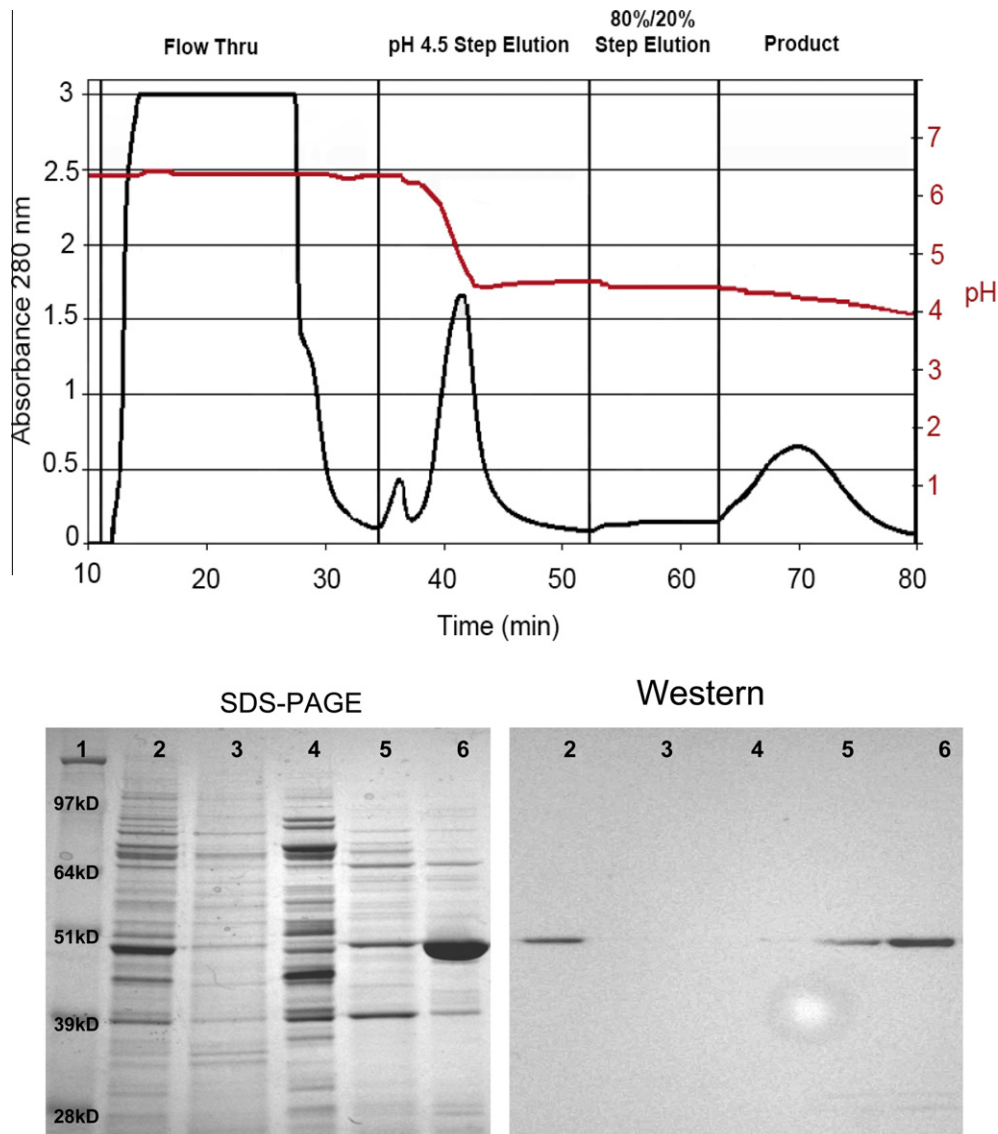 80%/20%
Flow Thru pH 4.5 Step Elution Step Elution Product
3
2.5
2
1.5
1
0.5
0
Absorbance 280 nm
7
6
5
4
3
2
1
pH
10 20 30 40 50 60 70 80
Time (min)
SDS-PAGE
1 2 3 4 5 6
97kD
64kD
51kD
39kD
28kD
Western
2 3 4 5 6